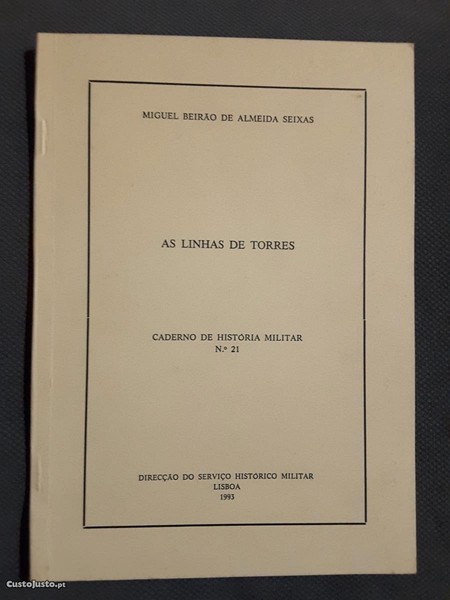 MIGUEL BEIRÃO DE ALMEIDA SEIXAS
AS LINHAS DE TORRES
CADERNO DE HISTÓRIA MILITAR
N.º 21
DIRECÇÃO DO SERVIÇO HISTÓRICO MILITAR
LISBOA
1993
CustoJusto.pt